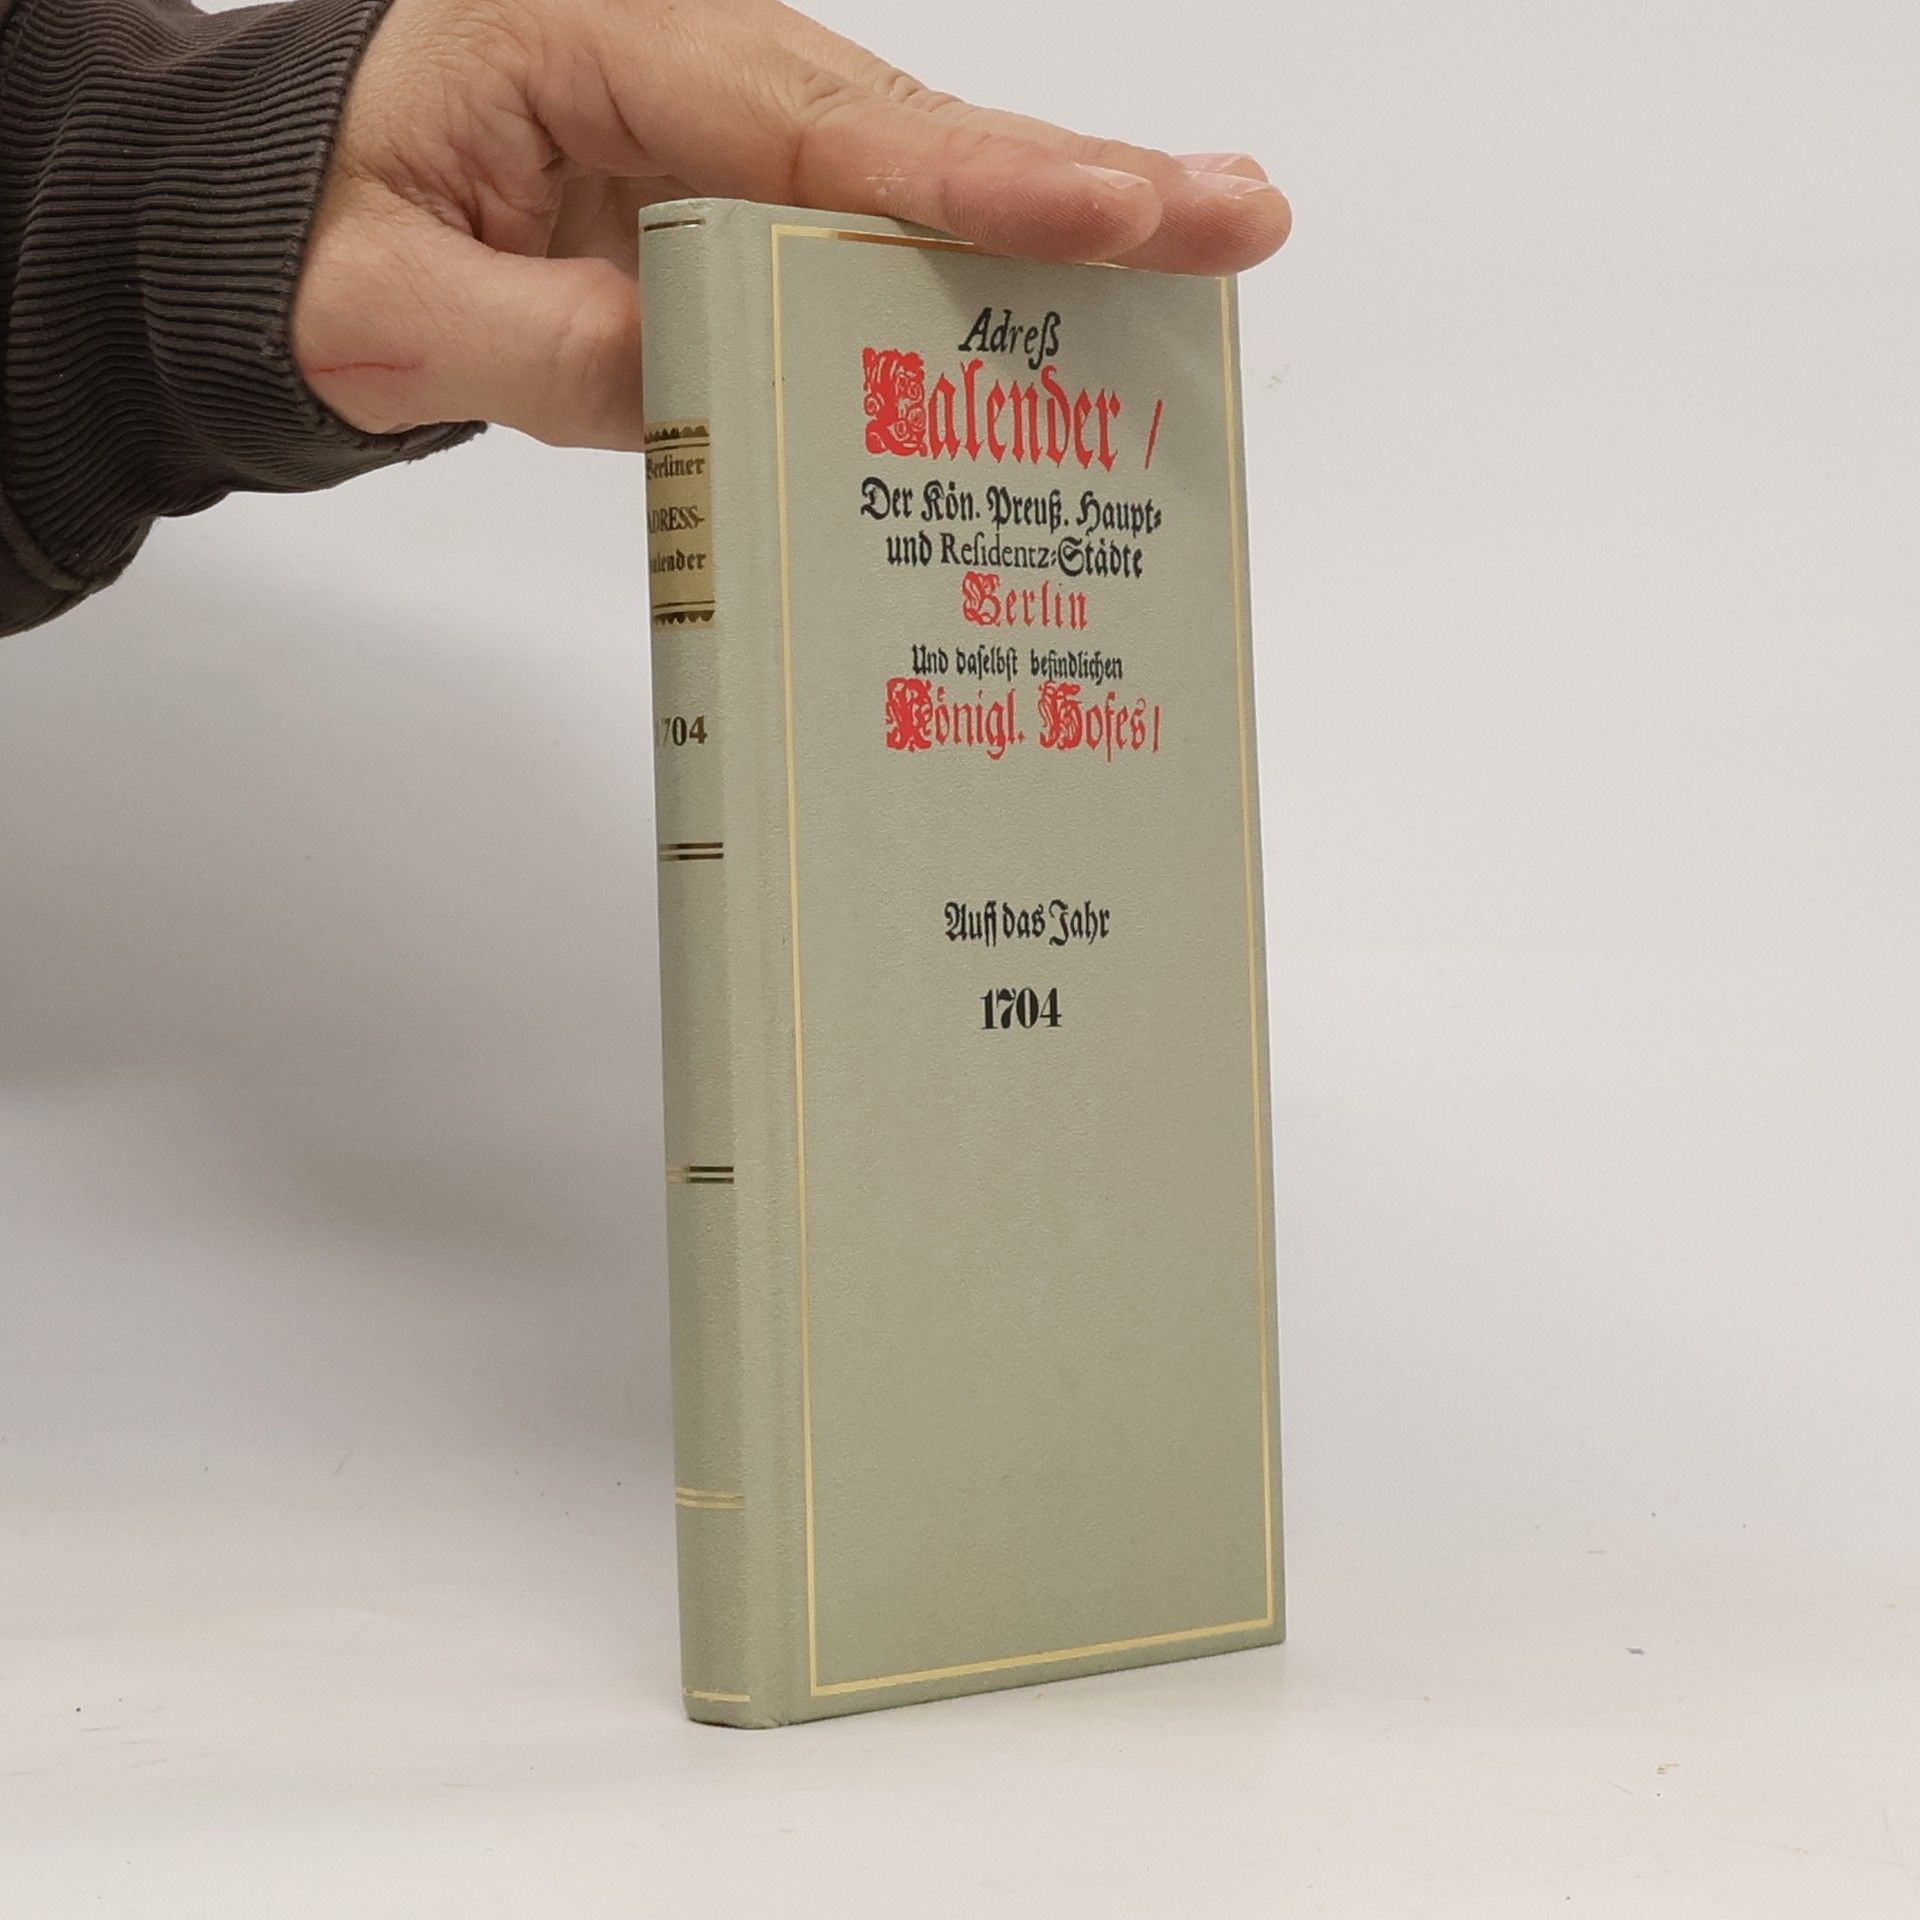 Adreß
Calender /
Der Kön. Preuß. Haupt⸗
und Reſidentz⸗Städte
Berlin
Und daſelbſt befindlichen
Königl. Hofes /
Auff das Jahr
1704
Berliner
ADRESS-
kalender
1704